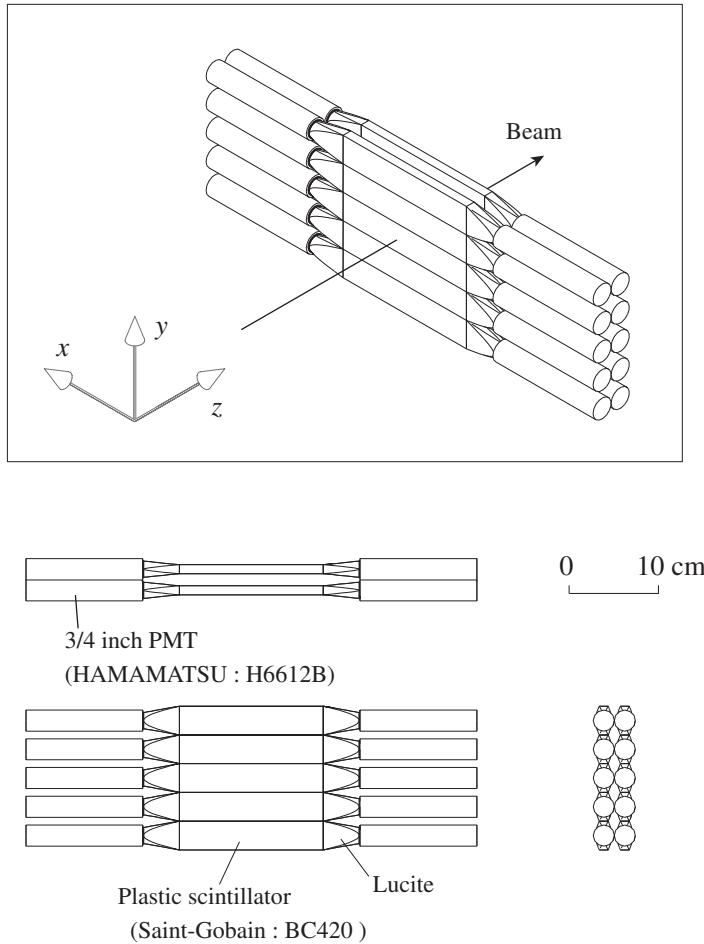 Beam
x
y
z
0 10 cm
3/4 inch PMT
(HAMAMATSU : H6612B)
Plastic scintillator
(Saint-Gobain : BC420 )
Lucite